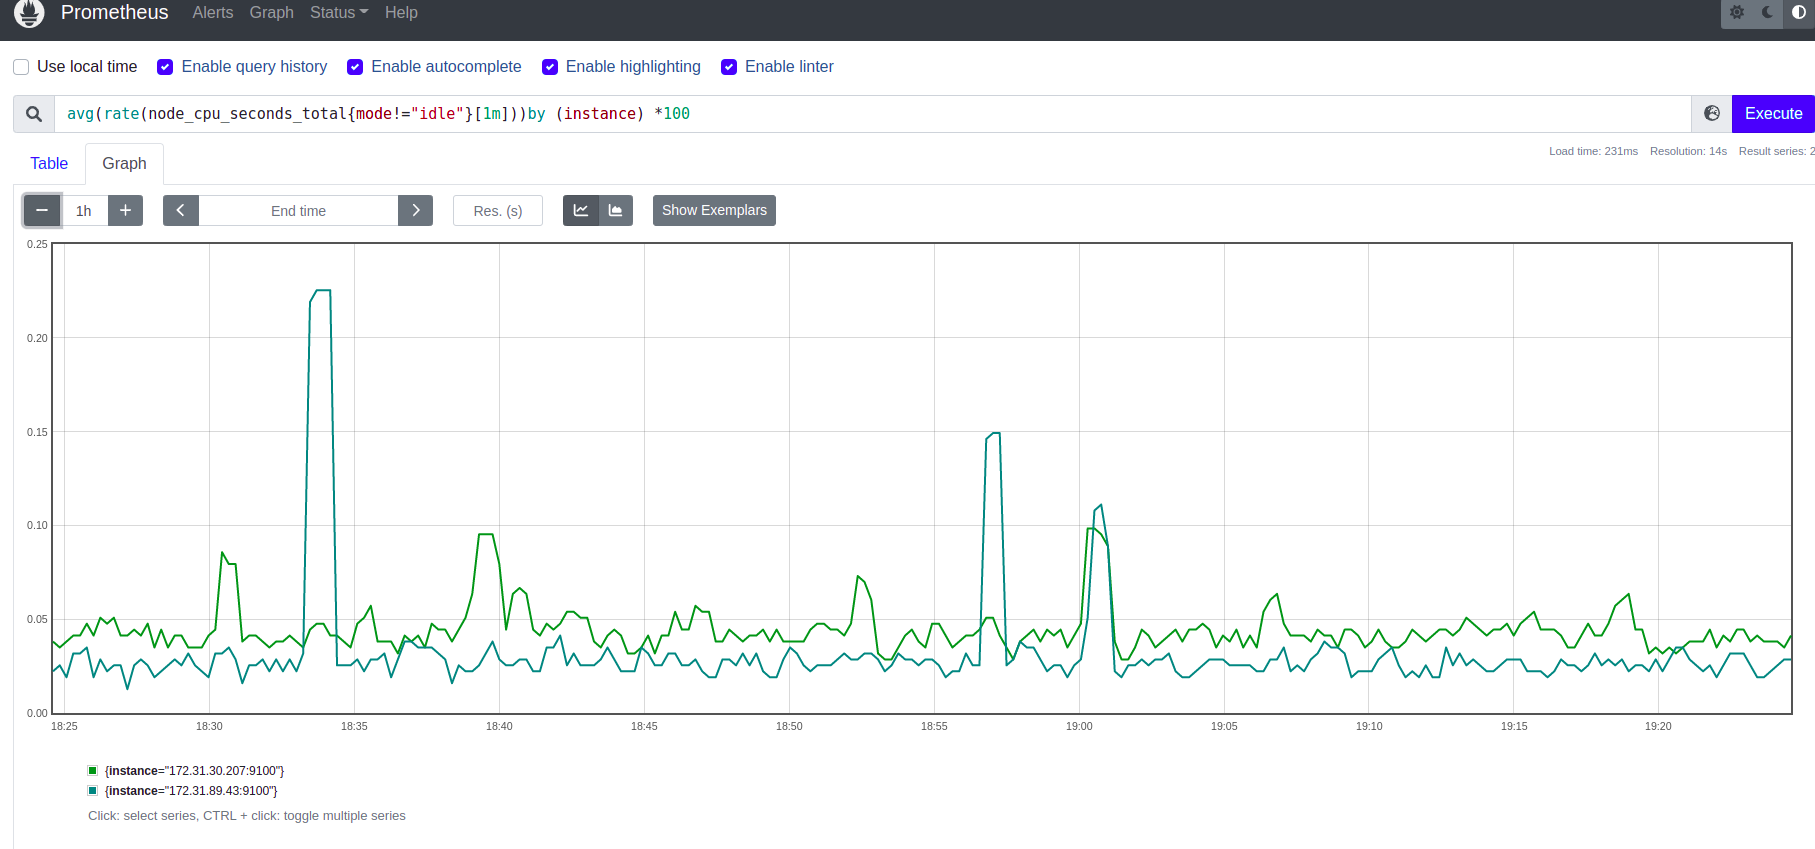 Prometheus Alerts Graph Status Help
Use local time Enable query history Enable autocomplete Enable highlighting Enable linter
avg(rate(node_cpu_seconds_total{mode!="idle"}[1m]))by (instance) *100 Execute
Table Graph Load time: 231ms Resolution: 14s Result series: 2
1h End time Res. (s) Show Exemplars
0.25
0.20
0.15
0.10
0.05
0.00
18:25 18:30 18:35 18:40 18:45 18:50 18:55 19:00 19:05 19:10 19:15 19:20
{instance="172.31.30.207:9100"}
{instance="172.31.89.43:9100"}
Click: select series, CTRL + click: toggle multiple series